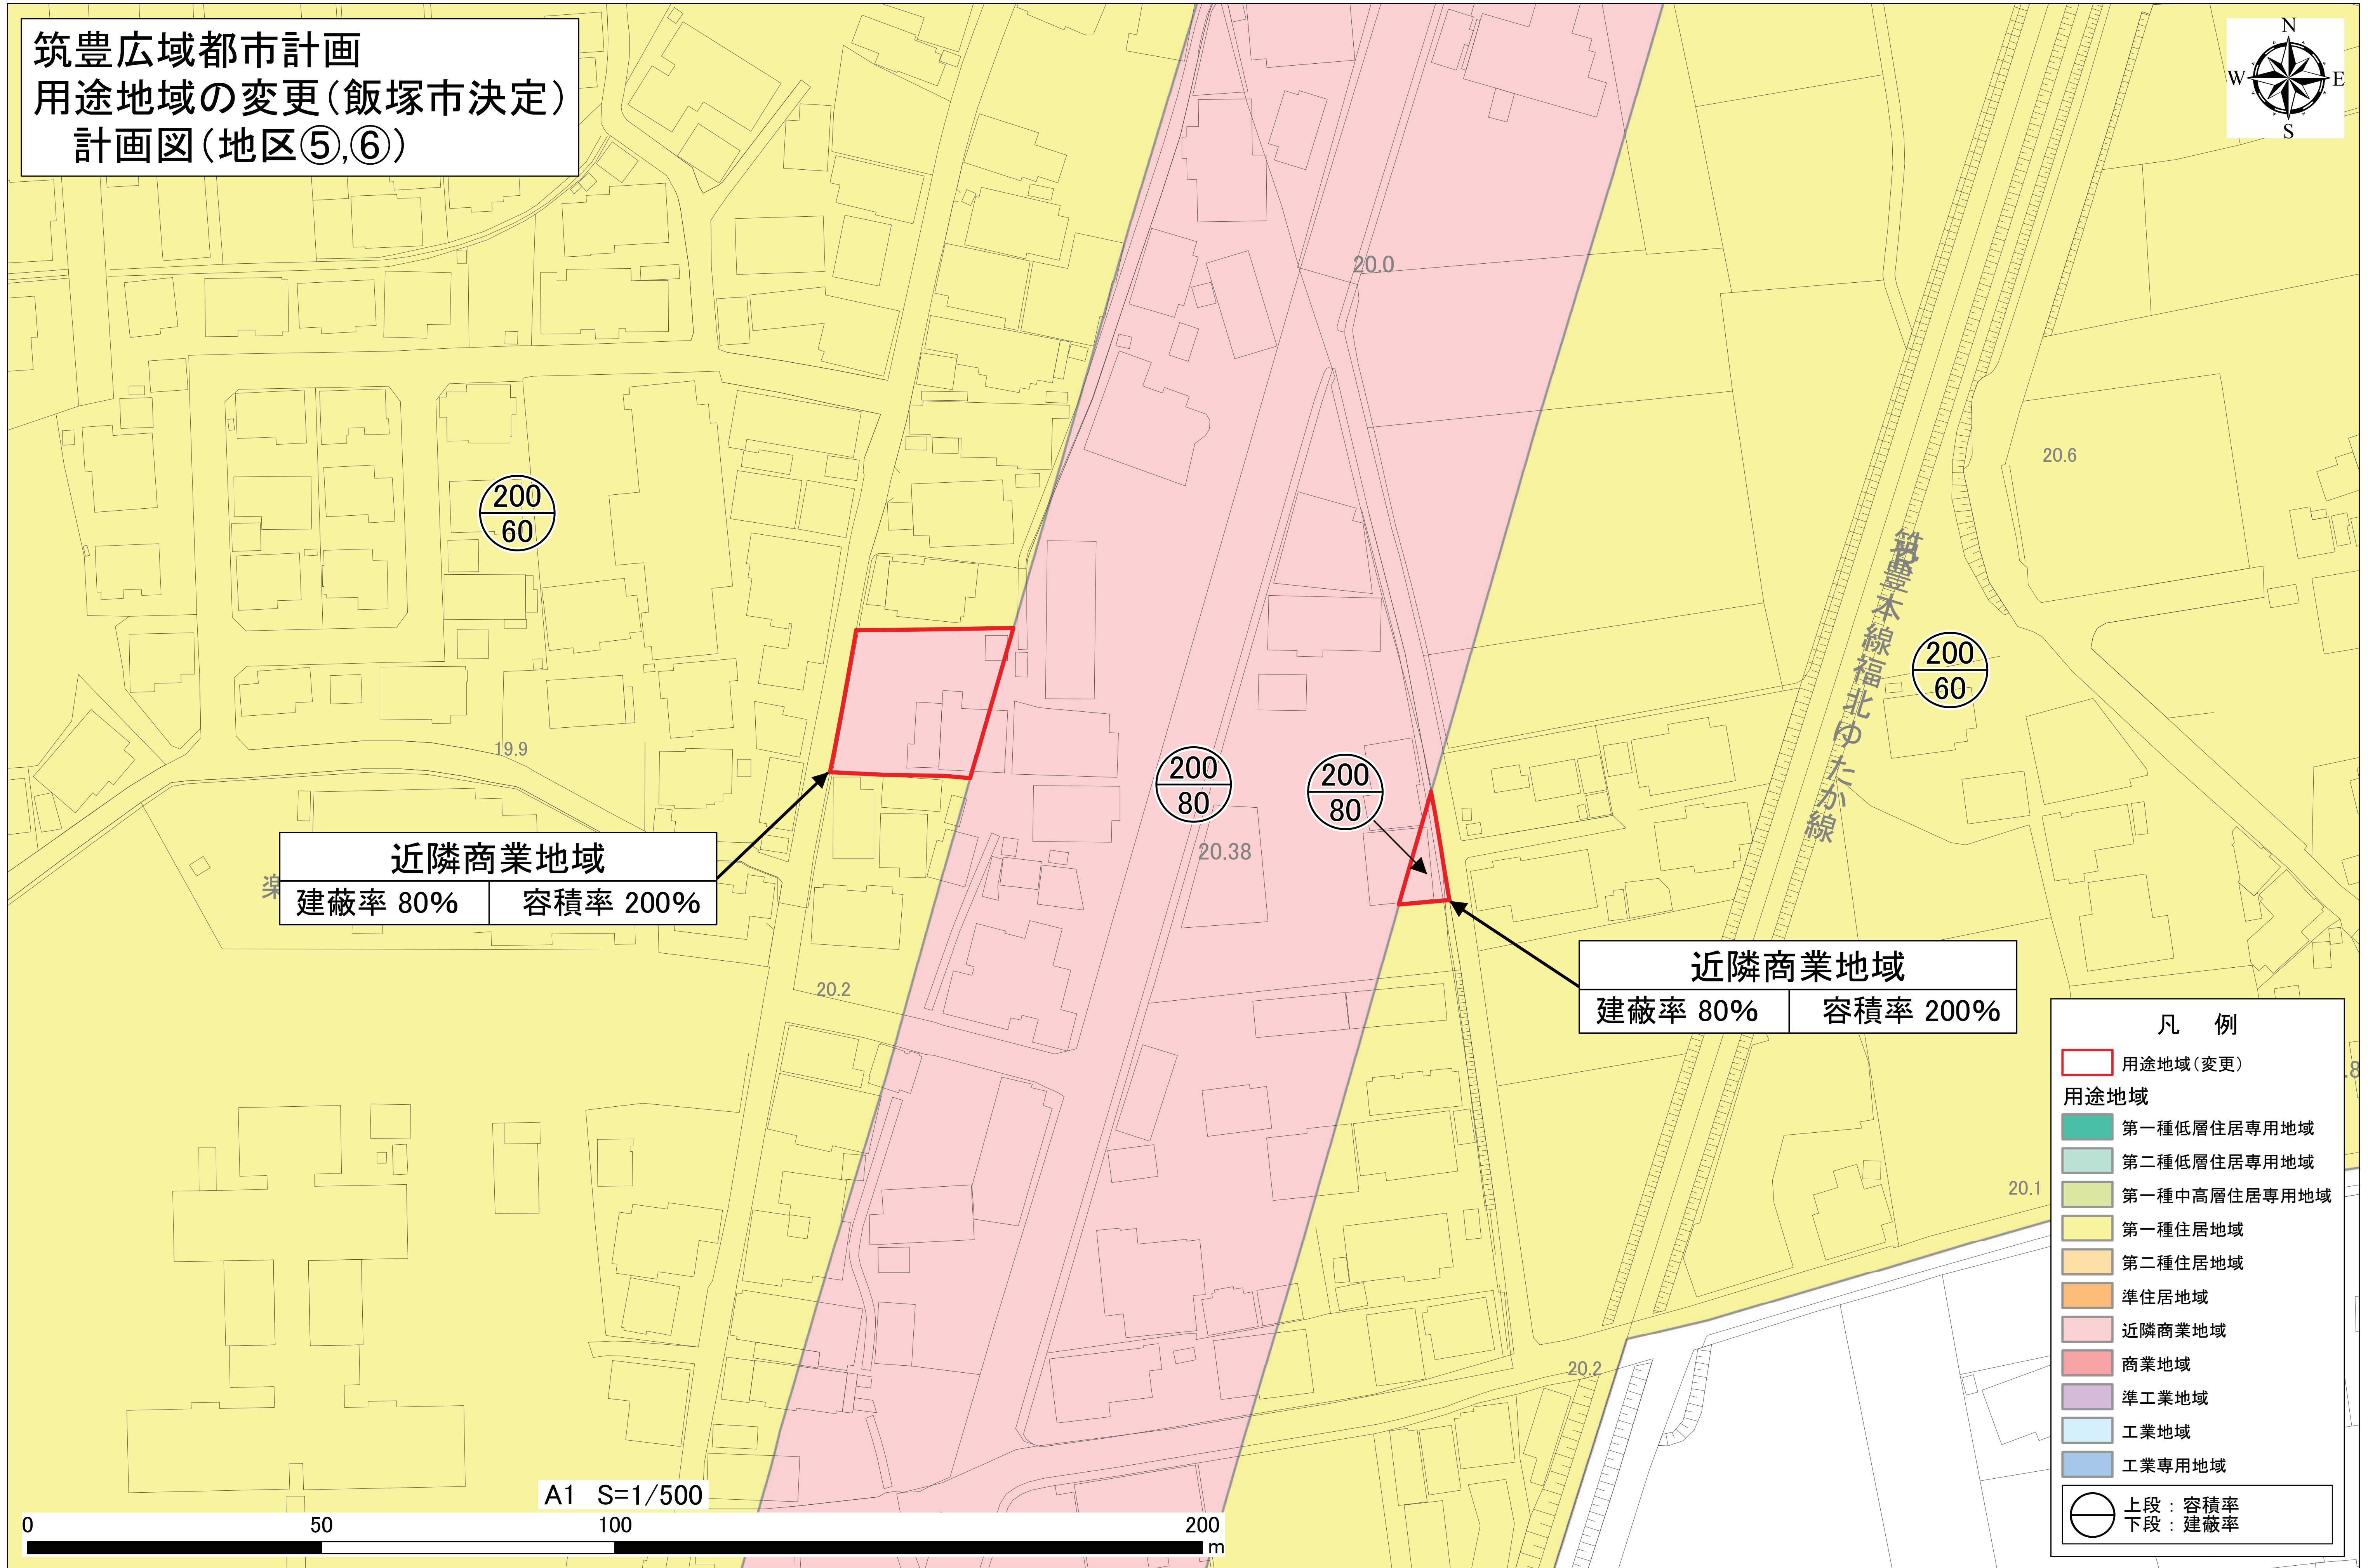 筑豊広域都市計画
用途地域の変更(飯塚市決定)
計画図(地区⑤,⑥)
N
W E
S
20.0
20.6
200
60
筑豊本線福北ゆたか線
200
60
19.9
200
80
200
80
20.38
近隣商業地域
建蔽率 80% 容積率 200%
楽
20.2
近隣商業地域
建蔽率 80% 容積率 200%
20.1
20.2
凡 例
用途地域(変更)
用途地域
第一種低層住居専用地域
第二種低層住居専用地域
第一種中高層住居専用地域
第一種住居地域
第二種住居地域
準住居地域
近隣商業地域
商業地域
準工業地域
工業地域
工業専用地域
上段:容積率
下段:建蔽率
.8
A1 S=1/500
0 50 100 200
m